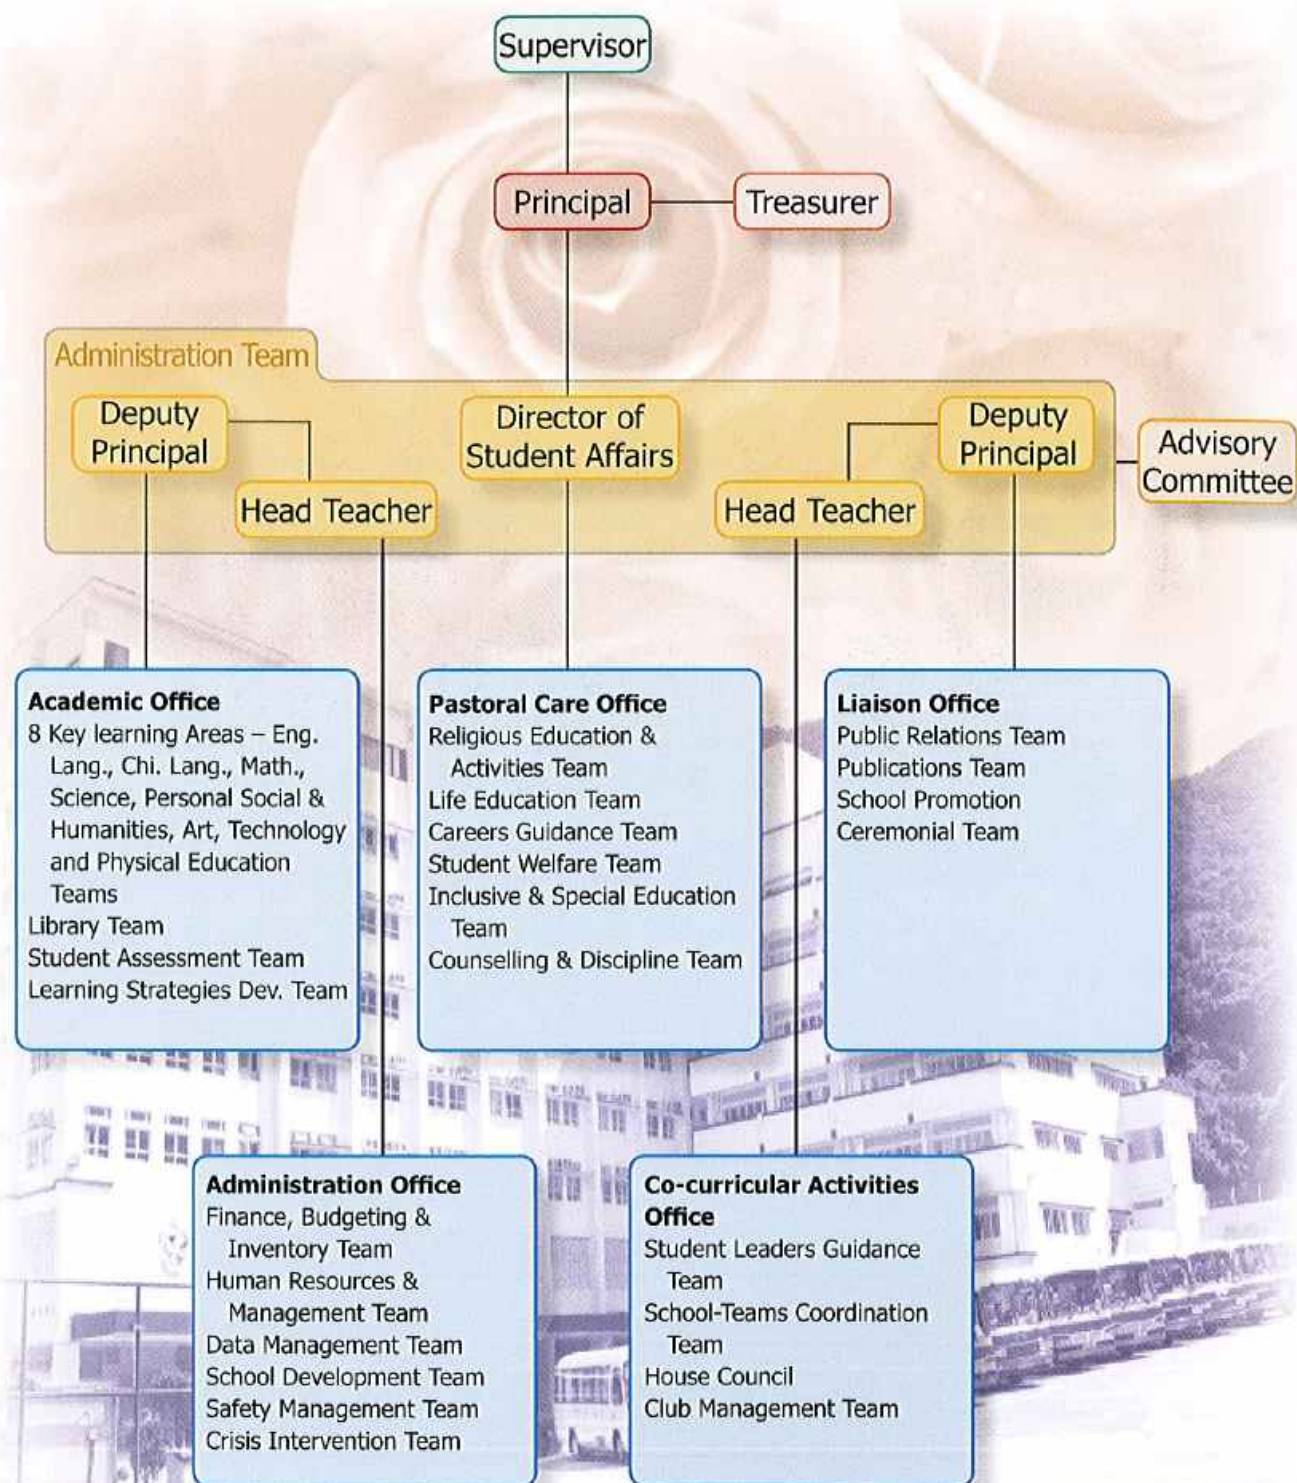 Supervisor
Principal
Treasurer
Administration Team
Deputy
Principal
Director of
Student Affairs
Deputy
Principal
Head Teacher
Head Teacher
Advisory
Committee
Academic Office
8 Key learning Areas – Eng.
Lang., Chi. Lang., Math.,
Science, Personal Social &
Humanities, Art, Technology
and Physical Education
Teams
Library Team
Student Assessment Team
Learning Strategies Dev. Team
Pastoral Care Office
Religious Education &
Activities Team
Life Education Team
Careers Guidance Team
Student Welfare Team
Inclusive & Special Education
Team
Counselling & Discipline Team
Liaison Office
Public Relations Team
Publications Team
School Promotion
Ceremonial Team
Administration Office
Finance, Budgeting &
Inventory Team
Human Resources &
Management Team
Data Management Team
School Development Team
Safety Management Team
Crisis Intervention Team
Co-curricular Activities
Office
Student Leaders Guidance
Team
School-Teams Coordination
Team
House Council
Club Management Team